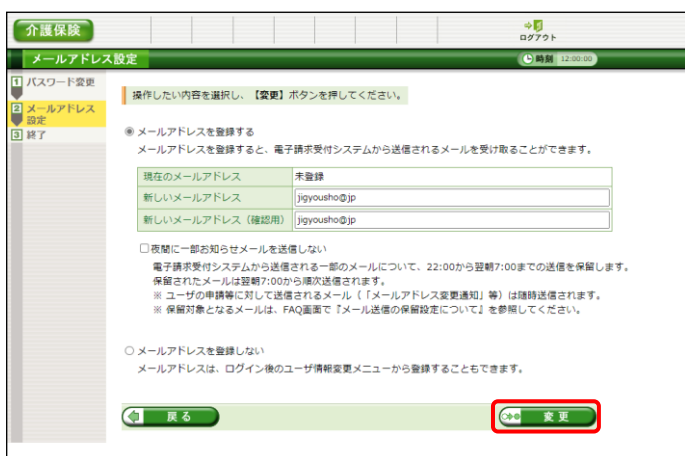 介護保険
ログアウト
メールアドレス設定
時刻 12:00:00
1 パスワード変更
2 メールアドレス
設定
3 終了
操作したい内容を選択し、【変更】ボタンを押してください。
メールアドレスを登録する
メールアドレスを登録すると、電子請求受付システムから送信されるメールを受け取ることができます。
現在のメールアドレス 未登録
新しいメールアドレス jigyousho@jp
新しいメールアドレス（確認用） jigyousho@jp
夜間に一部お知らせメールを送信しない
電子請求受付システムから送信される一部のメールについて、22:00から翌朝7:00までの送信を保留します。
保留されたメールは翌朝7:00から順次送信されます。
※ ユーザの申請等に対して送信されるメール（「メールアドレス変更通知」等）は随時送信されます。
※ 保留対象となるメールは、FAQ画面で『メール送信の保留設定について』を参照してください。
メールアドレスを登録しない
メールアドレスは、ログイン後のユーザ情報変更メニューから登録することもできます。
戻る
変更